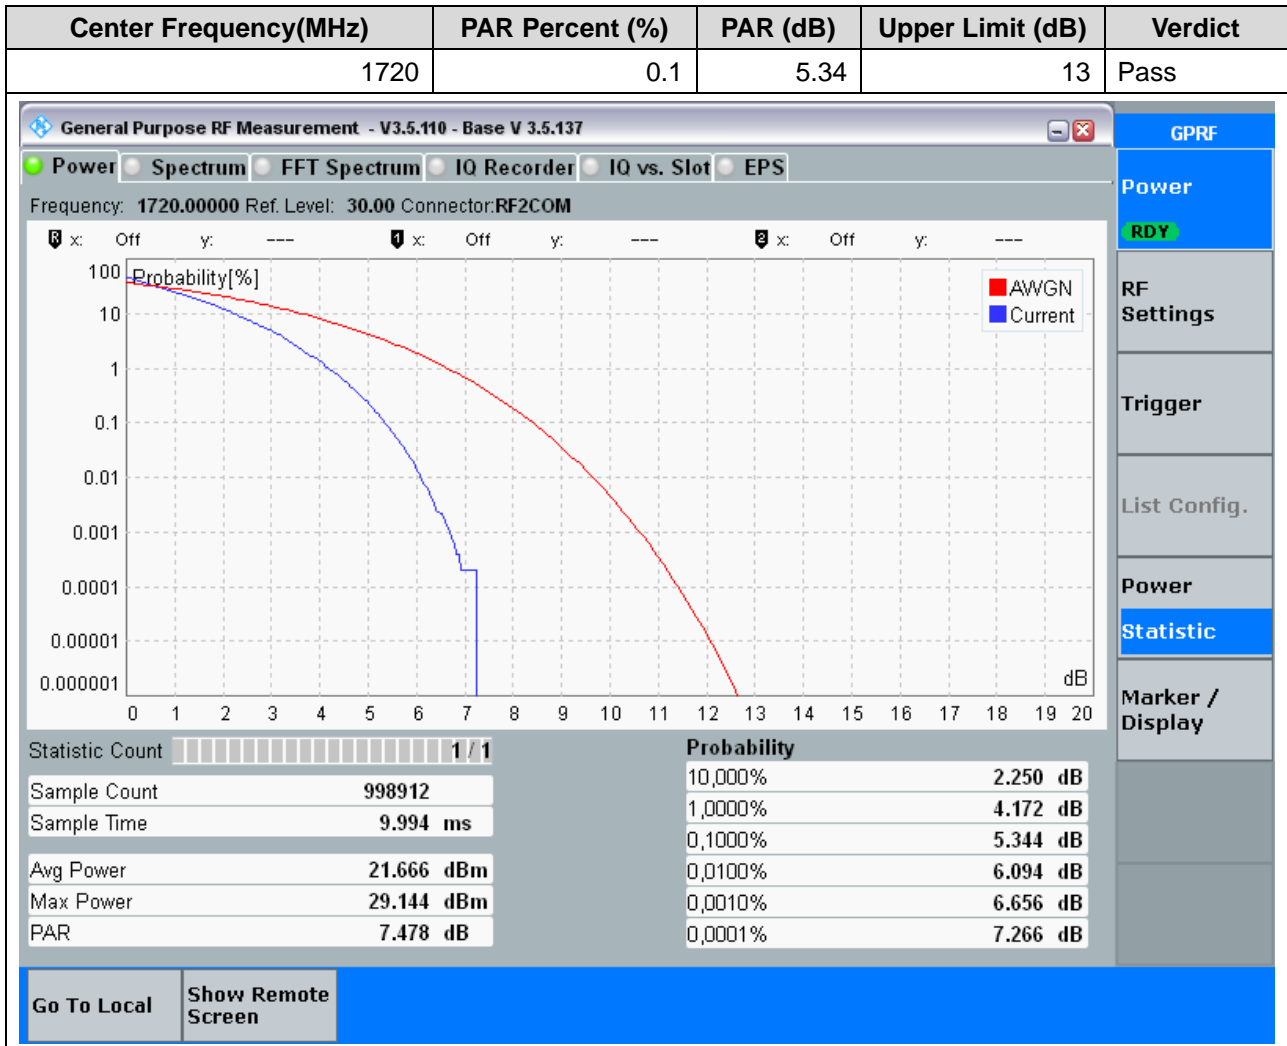 Center Frequency(MHz) PAR Percent (%) PAR (dB) Upper Limit (dB) Verdict
1720 0.1 5.34 13 Pass
General Purpose RF Measurement - V3.5.110 - Base V 3.5.137
GPRF
Power Spectrum FFT Spectrum IQ Recorder IQ vs. Slot EPS
Power
RDY
Frequency: 1720.00000 Ref. Level: 30.00 Connector:RF2COM
R x: Off y: --- 1 x: Off y: --- 2 x: Off y: ---
100 Probability[%]
AWGN
Current
10
1
0.1
0.01
0.001
0.0001
0.00001
0.000001
dB
0 1 2 3 4 5 6 7 8 9 10 11 12 13 14 15 16 17 18 19 20
RF
Settings
Trigger
List Config.
Power
Statistic
Marker /
Display
Statistic Count 1 / 1
Sample Count 998912
Sample Time 9.994 ms
Avg Power 21.666 dBm
Max Power 29.144 dBm
PAR 7.478 dB
Probability
10,000% 2.250 dB
1,0000% 4.172 dB
0,1000% 5.344 dB
0,0100% 6.094 dB
0,0010% 6.656 dB
0,0001% 7.266 dB
Go To Local
Show Remote
Screen